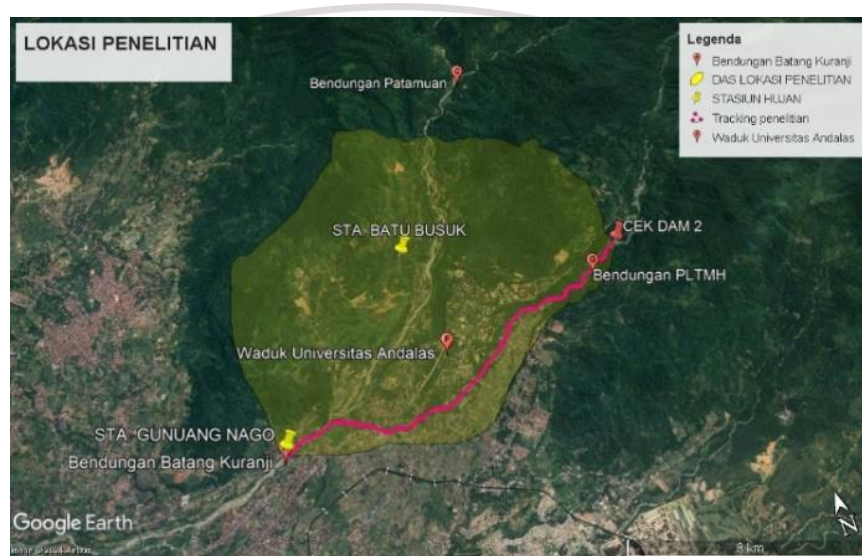 LOKASI PENELITIAN
Legenda
Bendungan Batang Kuranji
DAS LOKASI PENELITIAN
STASIUN HUJAN
Tracking penelitian
Waduk Universitas Andalas
Bendungan Patamuan
STA. BATU BUSUK
CEK DAM 2
Bendungan PLTMH
Waduk Universitas Andalas
STA. GUNUANG NAGO
Bendungan Batang Kuranji
Google Earth
N
3 km